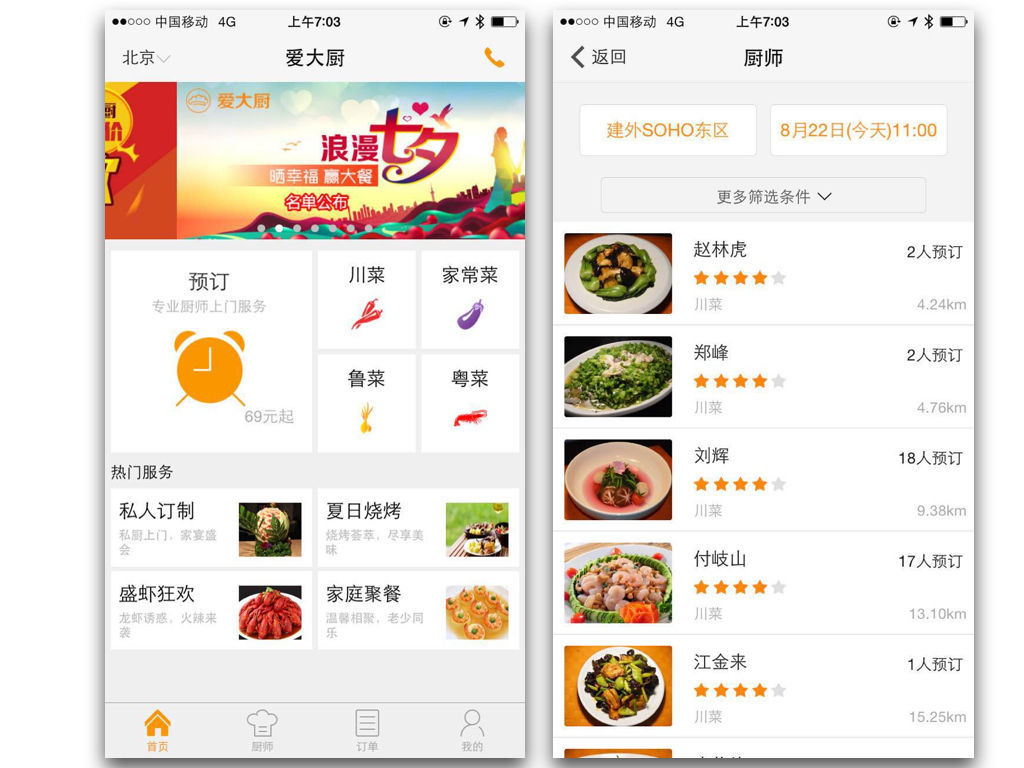 中国移动 4G 上午7:03
北京 爱大厨
厨
价
爱大厨
浪漫七夕
晒幸福 赢大餐
名单公布
预订
专业厨师上门服务
69元起
川菜
家常菜
鲁菜
粤菜
热门服务
私人订制
私厨上门，家宴盛
会
夏日烧烤
烧烤荟萃，尽享美
味
盛虾狂欢
龙虾诱惑，火辣来
袭
家庭聚餐
温馨相聚，老少同
乐
首页 厨师 订单 我的
中国移动 4G 上午7:03
返回 厨师
建外SOHO东区 8月22日(今天)11:00
更多筛选条件
赵林虎 2人预订
川菜 4.24km
郑峰 2人预订
川菜 4.76km
刘辉 18人预订
川菜 9.38km
付岐山 17人预订
川菜 13.10km
江金来 1人预订
川菜 15.25km